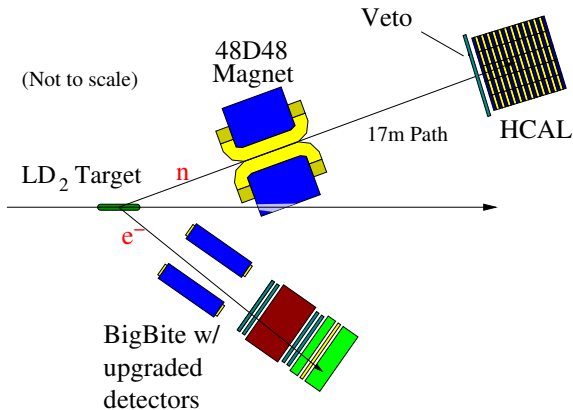 Veto
48D48
Magnet
(Not to scale)
HCAL
17m Path
LD₂ Target
n
e⁻
BigBite w/
upgraded
detectors